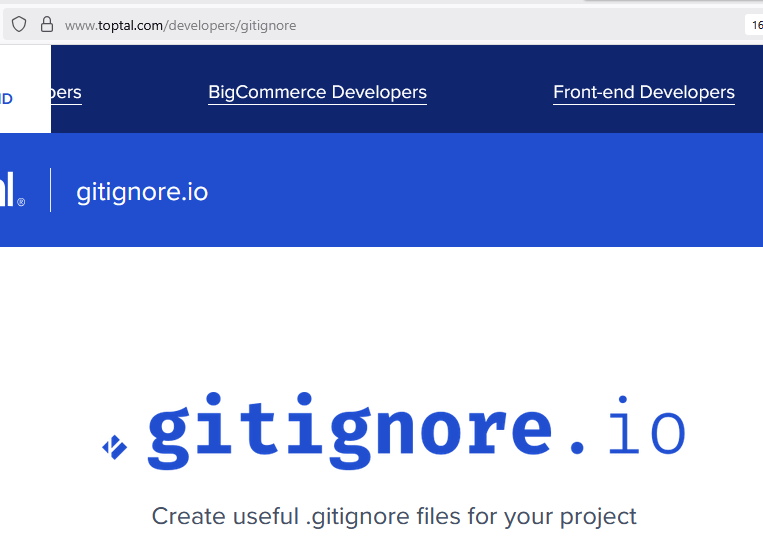 www.toptal.com/developers/gitignore
16
BigCommerce Developers
Front-end Developers
gitignore.io
.gitignore.io
Create useful .gitignore files for your project